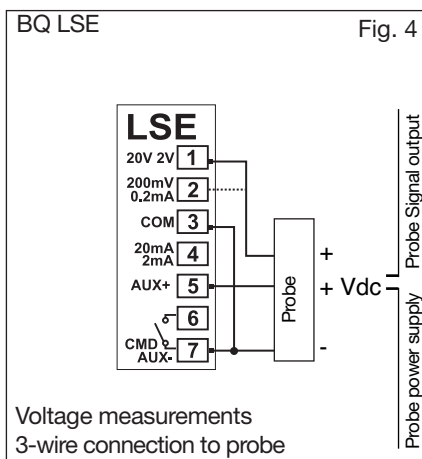 BQ LSE
Fig. 4
LSE
20V 2V 1
200mV
0.2mA 2
COM 3
20mA
2mA 4
AUX+ 5
6
CMD
AUX- 7
Probe
+
+ Vdc
-
Probe Signal output
Probe power supply
Voltage measurements
3-wire connection to probe